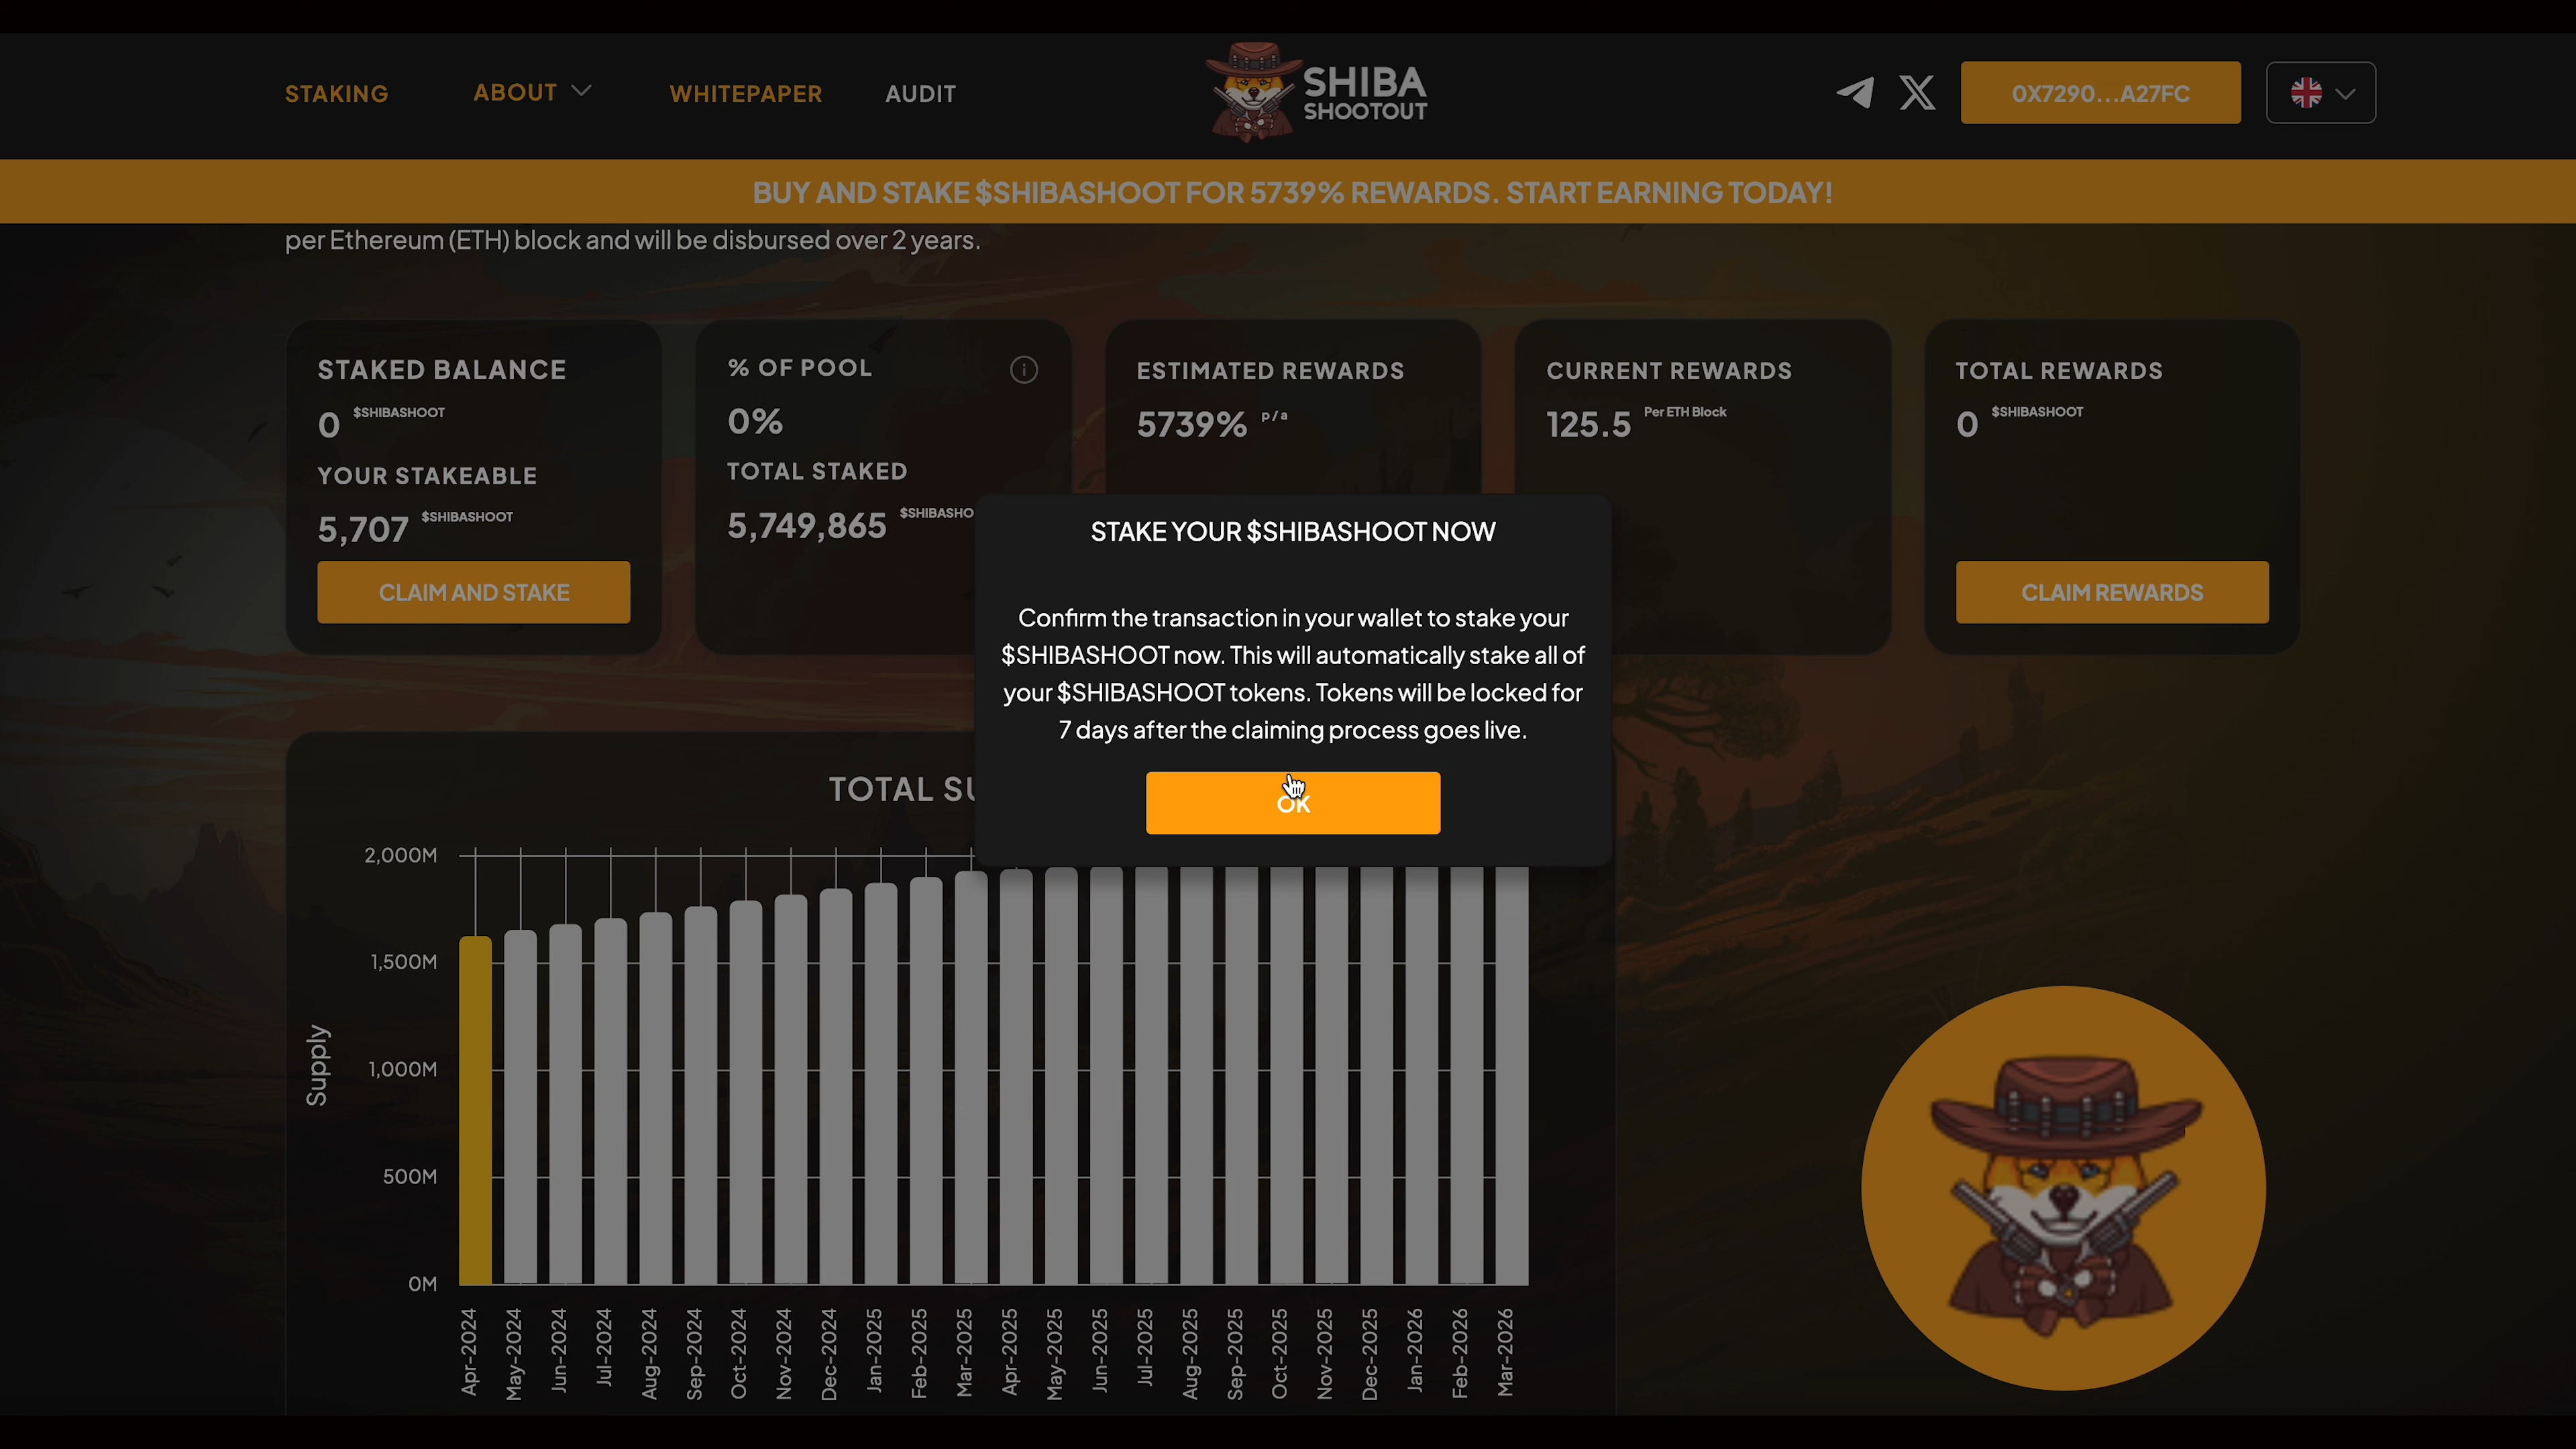 STAKING
ABOUT
WHITEPAPER
AUDIT
SHIBA
SHOOTOUT
0X7290...A27FC
BUY AND STAKE $SHIBASHOOT FOR 5739% REWARDS. START EARNING TODAY!
per Ethereum (ETH) block and will be disbursed over 2 years.
STAKED BALANCE
0 $SHIBASHOOT
YOUR STAKEABLE
5,707 $SHIBASHOOT
CLAIM AND STAKE
% OF POOL
0%
TOTAL STAKED
5,749,865 $SHIBASHO
ESTIMATED REWARDS
5739% p/a
CURRENT REWARDS
125.5 Per ETH Block
TOTAL REWARDS
0 $SHIBASHOOT
CLAIM REWARDS
STAKE YOUR $SHIBASHOOT NOW
Confirm the transaction in your wallet to stake your
$SHIBASHOOT now. This will automatically stake all of
your $SHIBASHOOT tokens. Tokens will be locked for
7 days after the claiming process goes live.
OK
TOTAL SU
Supply
2,000M
1,500M
1,000M
500M
0M
Apr-2024
May-2024
Jun-2024
Jul-2024
Aug-2024
Sep-2024
Oct-2024
Nov-2024
Dec-2024
Jan-2025
Feb-2025
Mar-2025
Apr-2025
May-2025
Jun-2025
Jul-2025
Aug-2025
Sep-2025
Oct-2025
Nov-2025
Dec-2025
Jan-2026
Feb-2026
Mar-2026